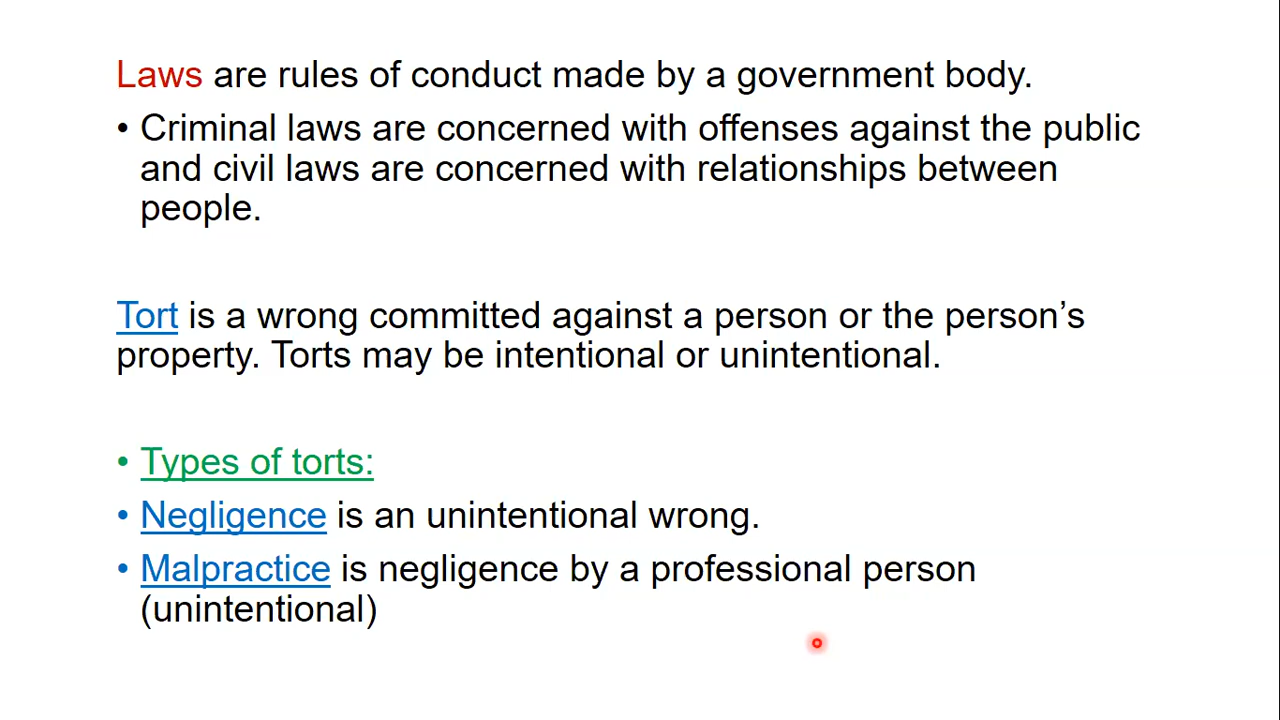 Laws are rules of conduct made by a government body.
• Criminal laws are concerned with offenses against the public
and civil laws are concerned with relationships between
people.
Tort is a wrong committed against a person or the person’s
property. Torts may be intentional or unintentional.
• Types of torts:
• Negligence is an unintentional wrong.
• Malpractice is negligence by a professional person
(unintentional)